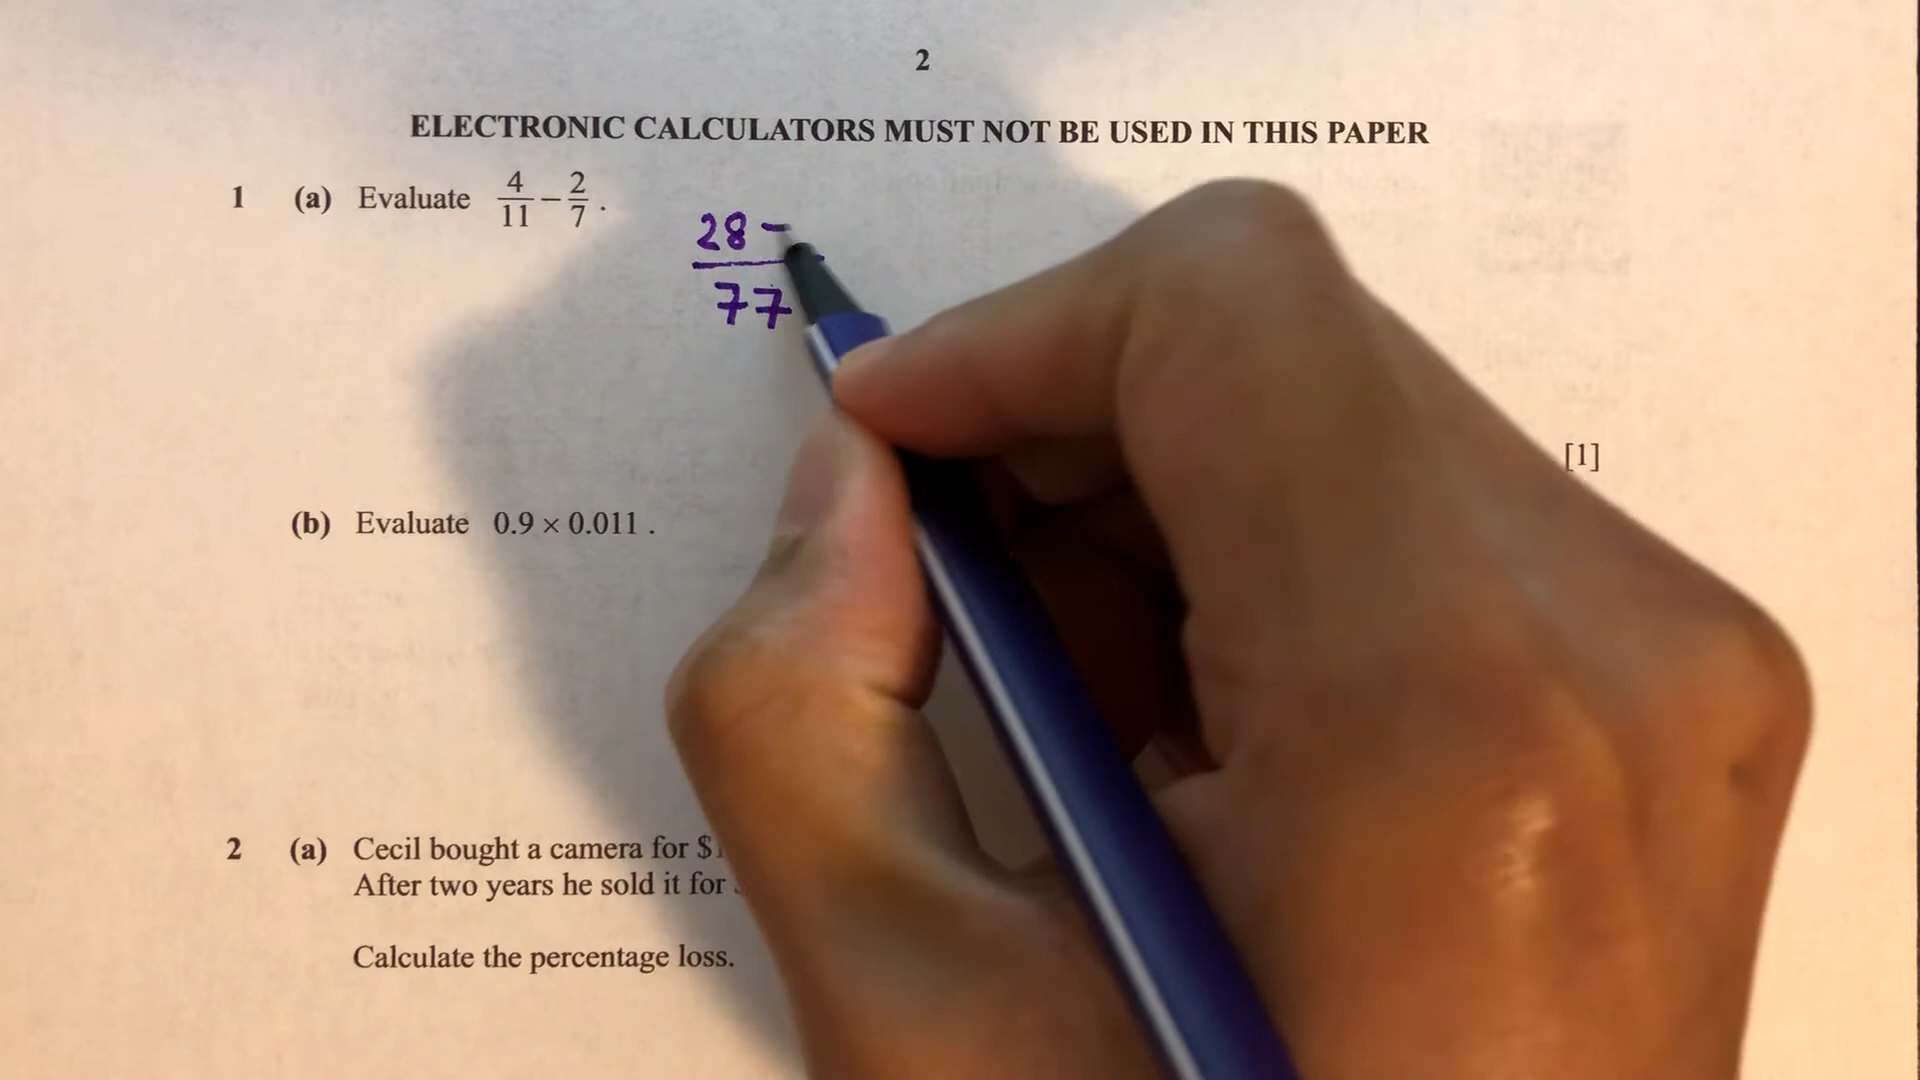 2
ELECTRONIC CALCULATORS MUST NOT BE USED IN THIS PAPER
1 (a) Evaluate 4/11 − 2/7 .
28 −
77
[1]
(b) Evaluate 0.9 × 0.011 .
2 (a) Cecil bought a camera for $
After two years he sold it for
Calculate the percentage loss.